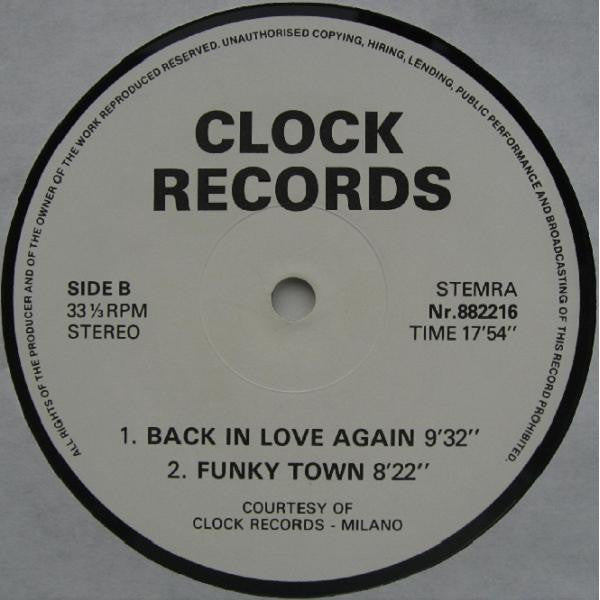 ALL RIGHTS OF THE PRODUCER AND OF THE OWNER OF THE WORK REPRODUCED RESERVED. UNAUTHORISED COPYING, HIRING, LENDING, PUBLIC PERFORMANCE AND BROADCASTING OF THIS RECORD PROHIBITED.
CLOCK
RECORDS
SIDE B
33 ⅓ RPM
STEREO
STEMRA
Nr.882216
TIME 17'54''
1. BACK IN LOVE AGAIN 9'32''
2. FUNKY TOWN 8'22''
COURTESY OF
CLOCK RECORDS - MILANO